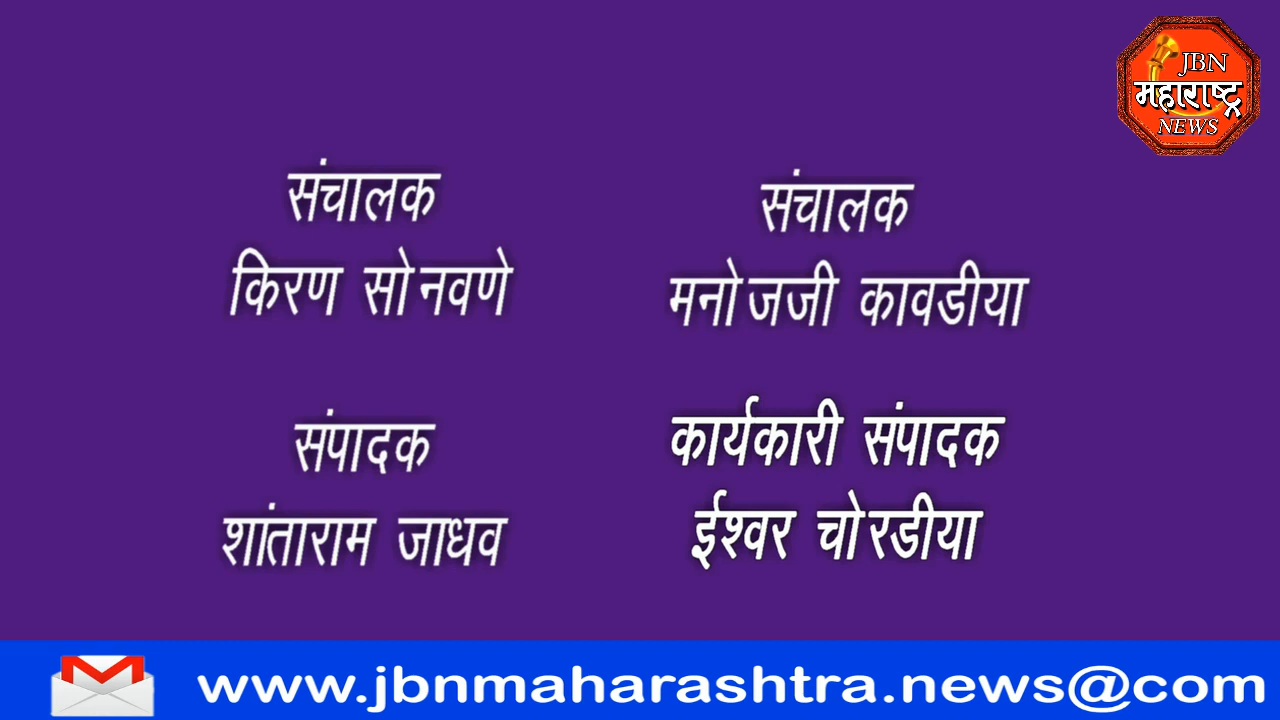 JBN
महाराष्ट्र
NEWS
संचालक
किरण सोनवणे
संचालक
मनोजजी कावडीया
संपादक
शांताराम जाधव
कार्यकारी संपादक
ईश्वर चोरडीया
www.jbnmaharashtra.news@com